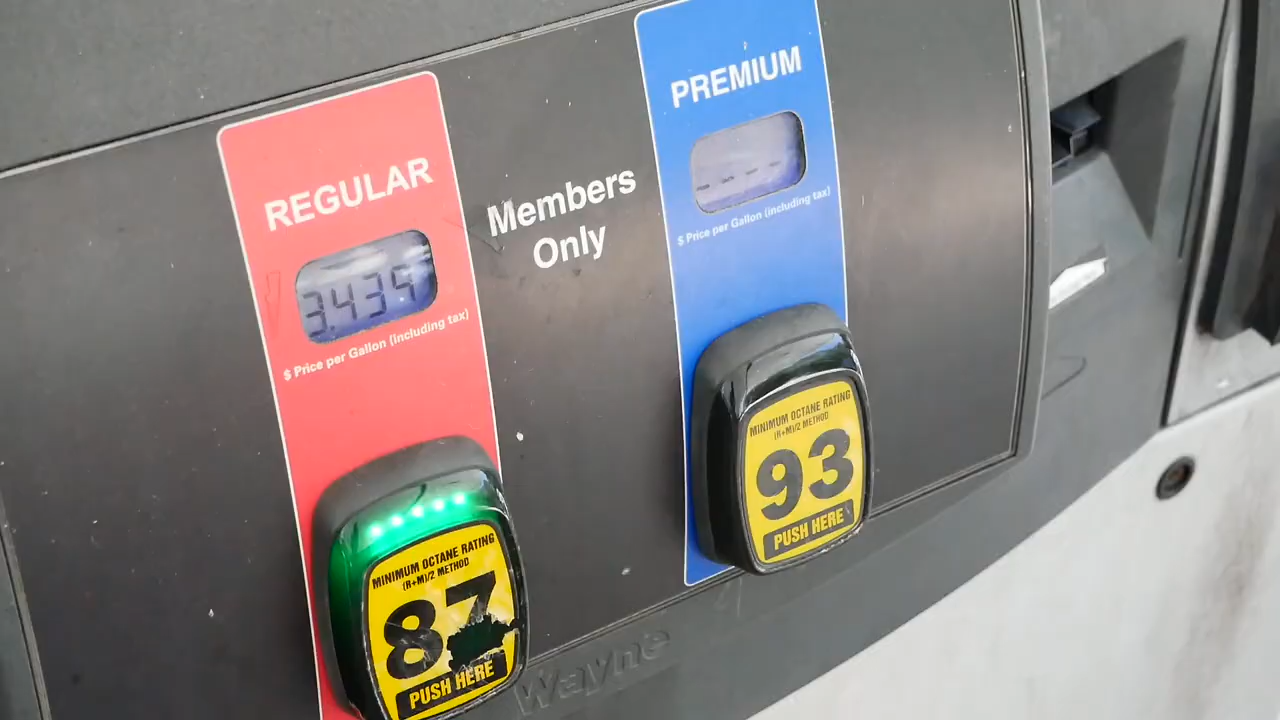 REGULAR
3.439
$ Price per Gallon (including tax)
MINIMUM OCTANE RATING
(R+M)/2 METHOD
87
PUSH HERE
Members
Only
PREMIUM
----
$ Price per Gallon (including tax)
MINIMUM OCTANE RATING
(R+M)/2 METHOD
93
PUSH HERE
Wayne